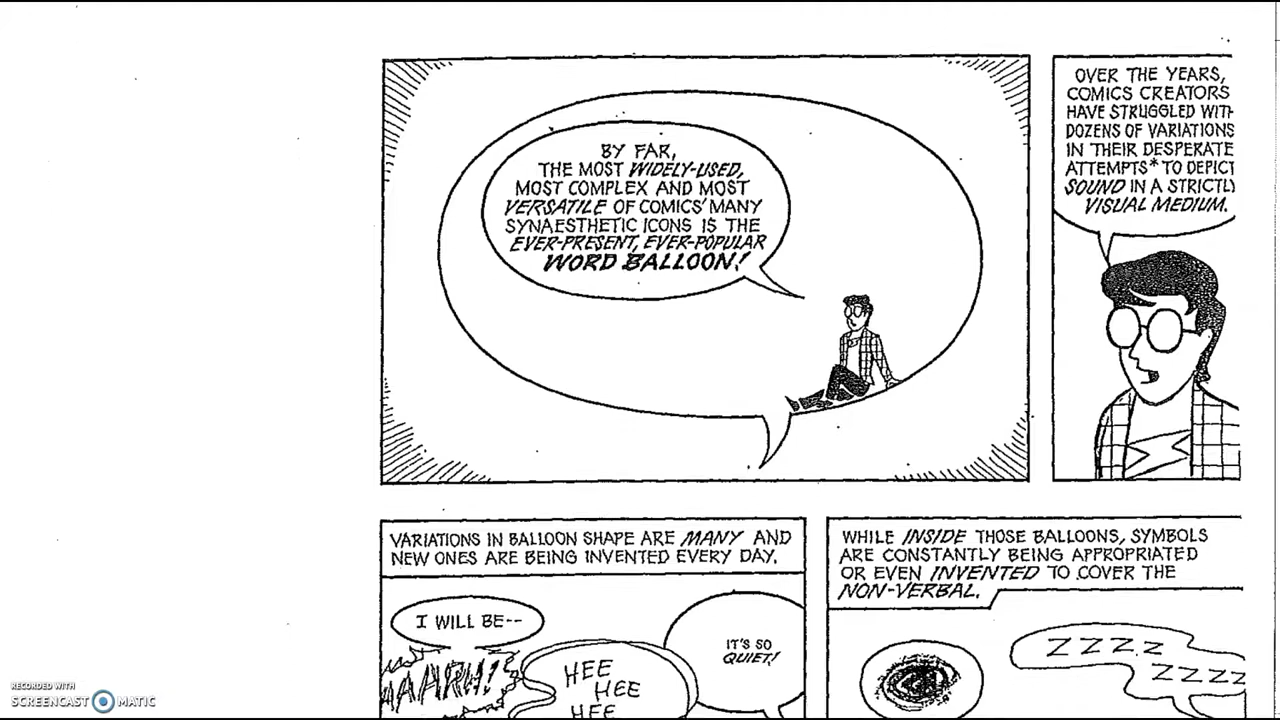 BY FAR,
THE MOST WIDELY-USED,
MOST COMPLEX AND MOST
VERSATILE OF COMICS' MANY
SYNAESTHETIC ICONS IS THE
EVER-PRESENT, EVER-POPULAR
WORD BALLOON!
OVER THE YEARS,
COMICS CREATORS
HAVE STRUGGLED WITH
DOZENS OF VARIATIONS
IN THEIR DESPERATE
ATTEMPTS* TO DEPICT
SOUND IN A STRICTLY
VISUAL MEDIUM.
VARIATIONS IN BALLOON SHAPE ARE MANY AND
NEW ONES ARE BEING INVENTED EVERY DAY.
I WILL BE--
AAARH!!
HEE
HEE
HEE
IT'S SO
QUIET!
WHILE INSIDE THOSE BALLOONS, SYMBOLS
ARE CONSTANTLY BEING APPROPRIATED
OR EVEN INVENTED TO COVER THE
NON-VERBAL.
ZZZZ
ZZZZ
RECORDED WITH
SCREENCAST MATIC